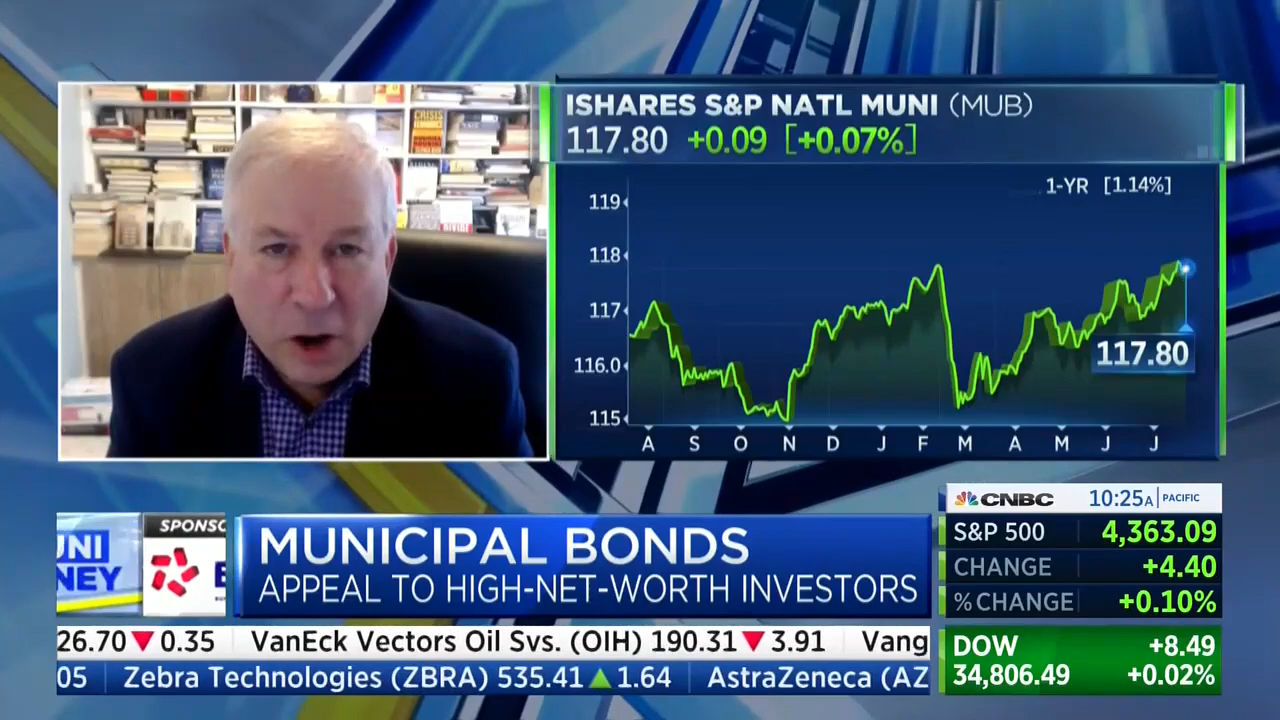 ISHARES S&P NATL MUNI (MUB)
117.80 +0.09 [+0.07%]
1-YR [1.14%]
119
118
117
116.0
115
117.80
A S O N D J F M A M J J
CRISIS
UNI
NEY
SPONSO
MUNICIPAL BONDS
APPEAL TO HIGH-NET-WORTH INVESTORS
CNBC 10:25A PACIFIC
S&P 500 4,363.09
CHANGE +4.40
% CHANGE +0.10%
DOW +8.49
34,806.49 +0.02%
26.70 ▼ 0.35 VanEck Vectors Oil Svs. (OIH) 190.31 ▼ 3.91 Vang
05 Zebra Technologies (ZBRA) 535.41 ▲ 1.64 AstraZeneca (AZ